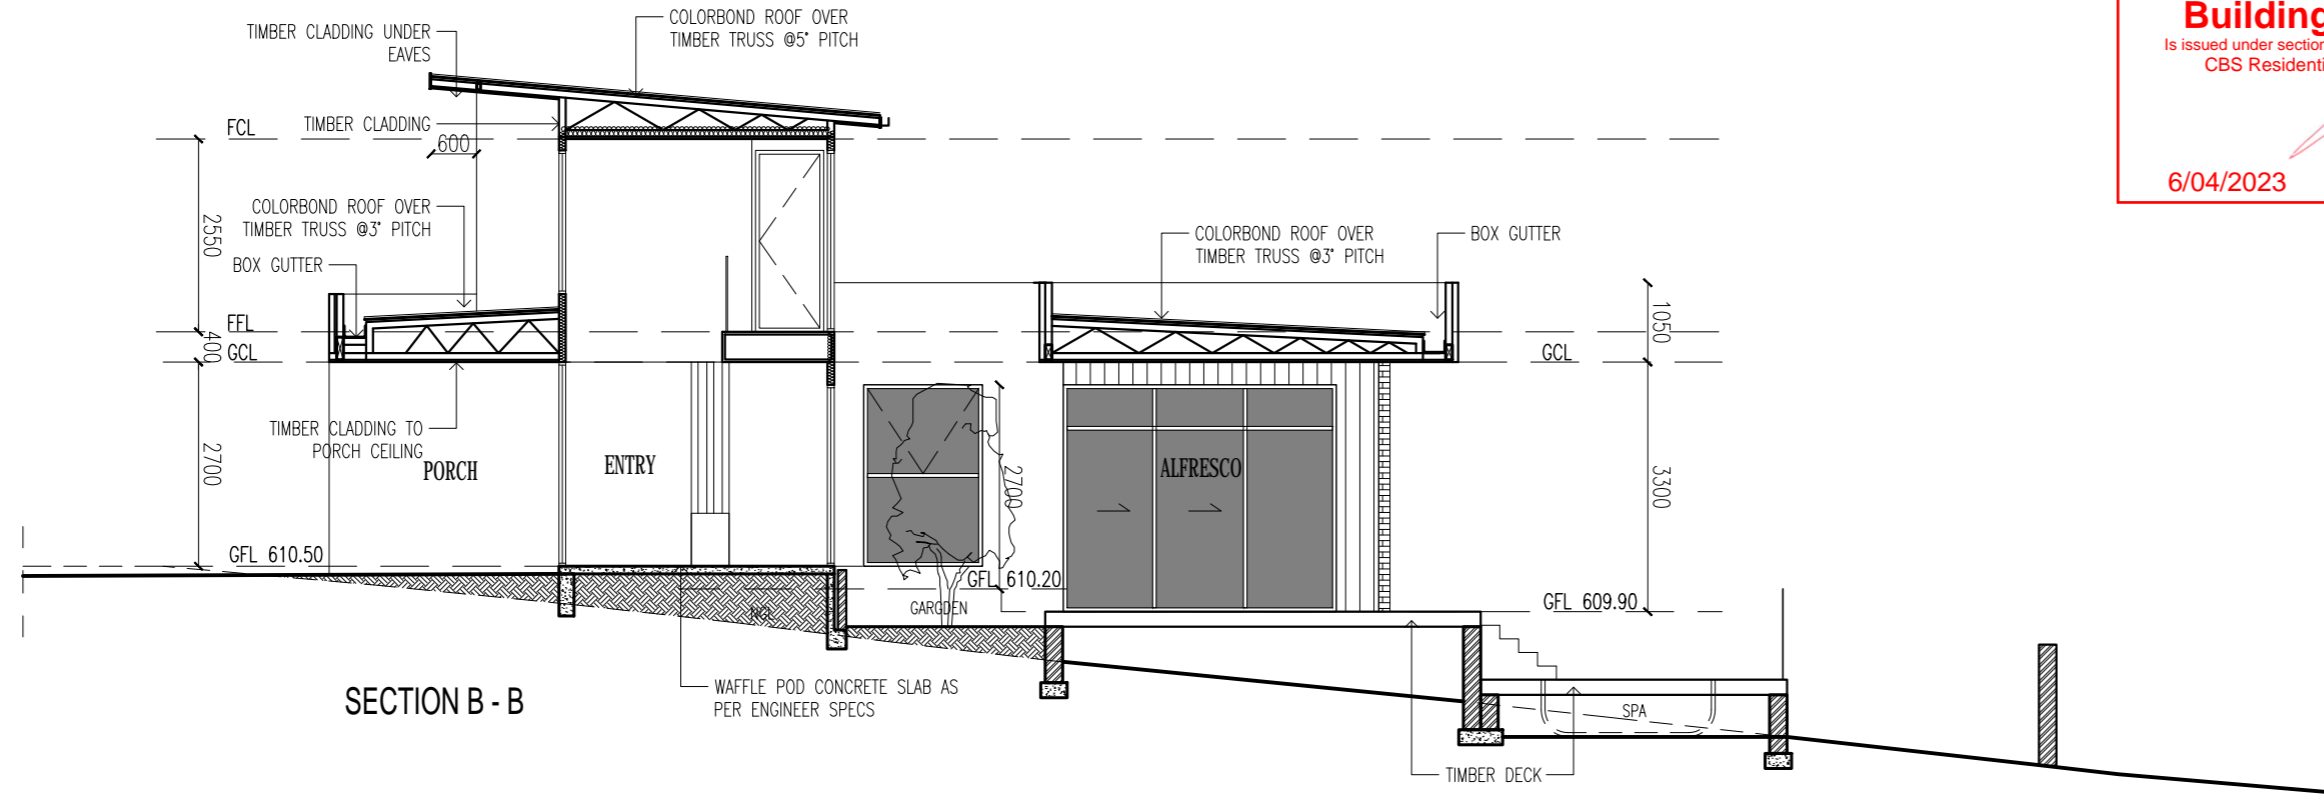 COLORBOND ROOF OVER
TIMBER TRUSS @5° PITCH
TIMBER CLADDING UNDER
EAVES
Building
Is issued under section
CBS Residenti
6/04/2023
FCL
TIMBER CLADDING
600
2550
COLORBOND ROOF OVER
TIMBER TRUSS @3° PITCH
BOX GUTTER
COLORBOND ROOF OVER
TIMBER TRUSS @3° PITCH
BOX GUTTER
1050
FFL
400
GCL
GCL
TIMBER CLADDING TO
PORCH CEILING
2700
PORCH
ENTRY
2700
ALFRESCO
3300
GFL 610.50
GFL 610.20
GFL 609.90
NGL
GARGDEN
WAFFLE POD CONCRETE SLAB AS
PER ENGINEER SPECS
SECTION B - B
SPA
TIMBER DECK